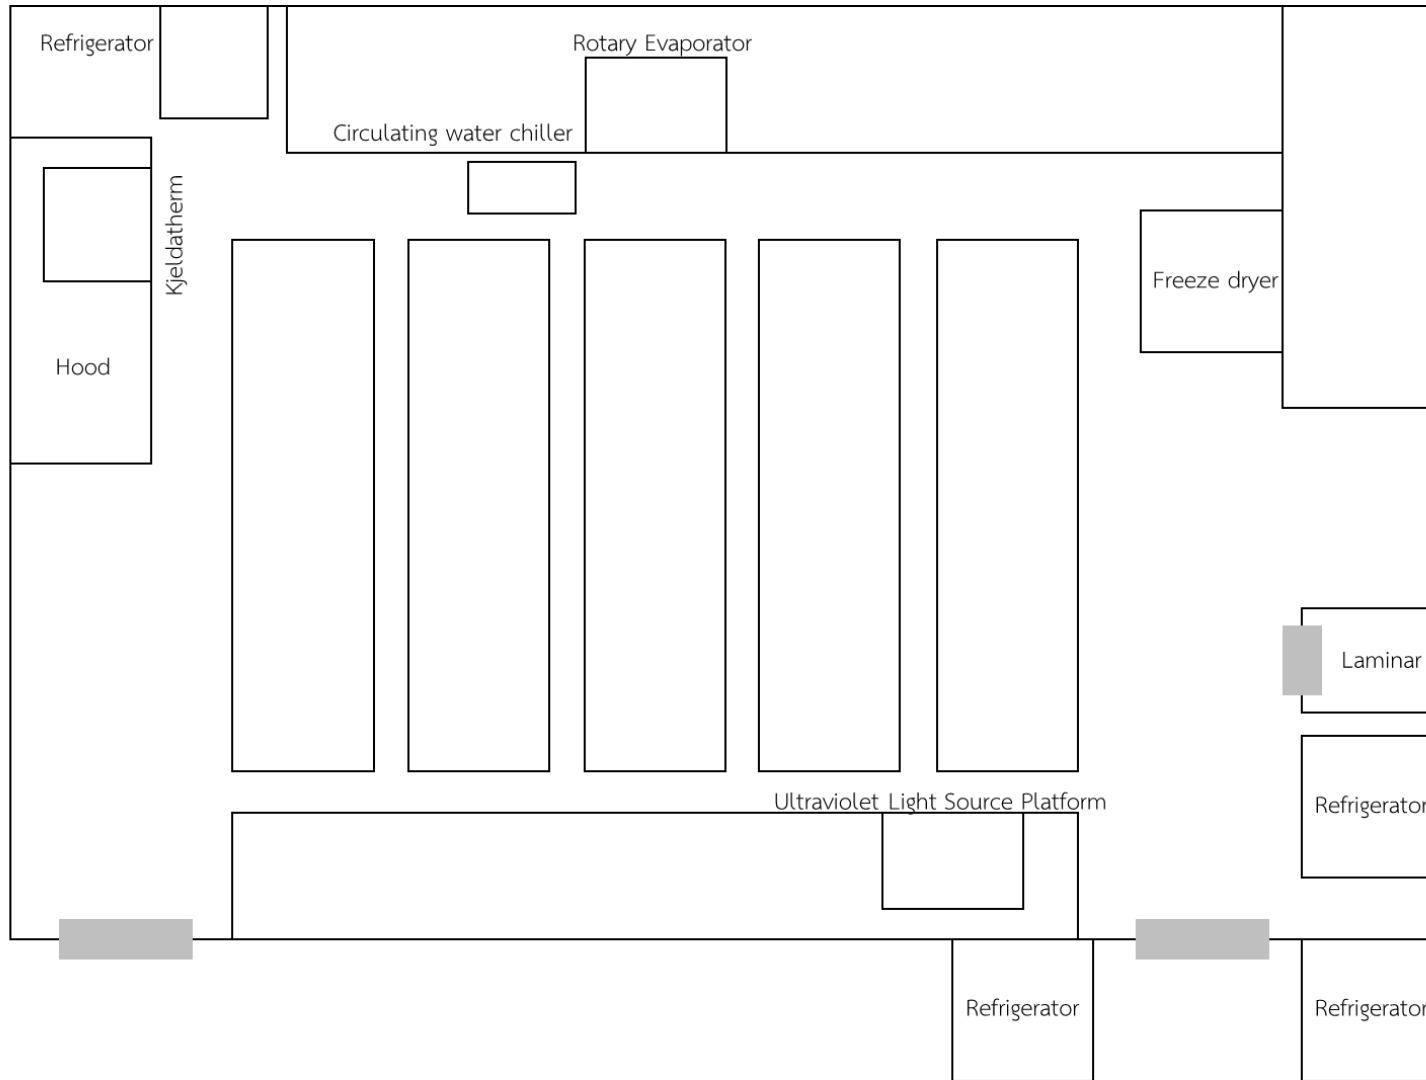 Refrigerator
Rotary Evaporator
Circulating water chiller
Kjeldatherm
Freeze dryer
Hood
Laminar
Ultraviolet Light Source Platform
Refrigerator
Refrigerator
Refrigerator